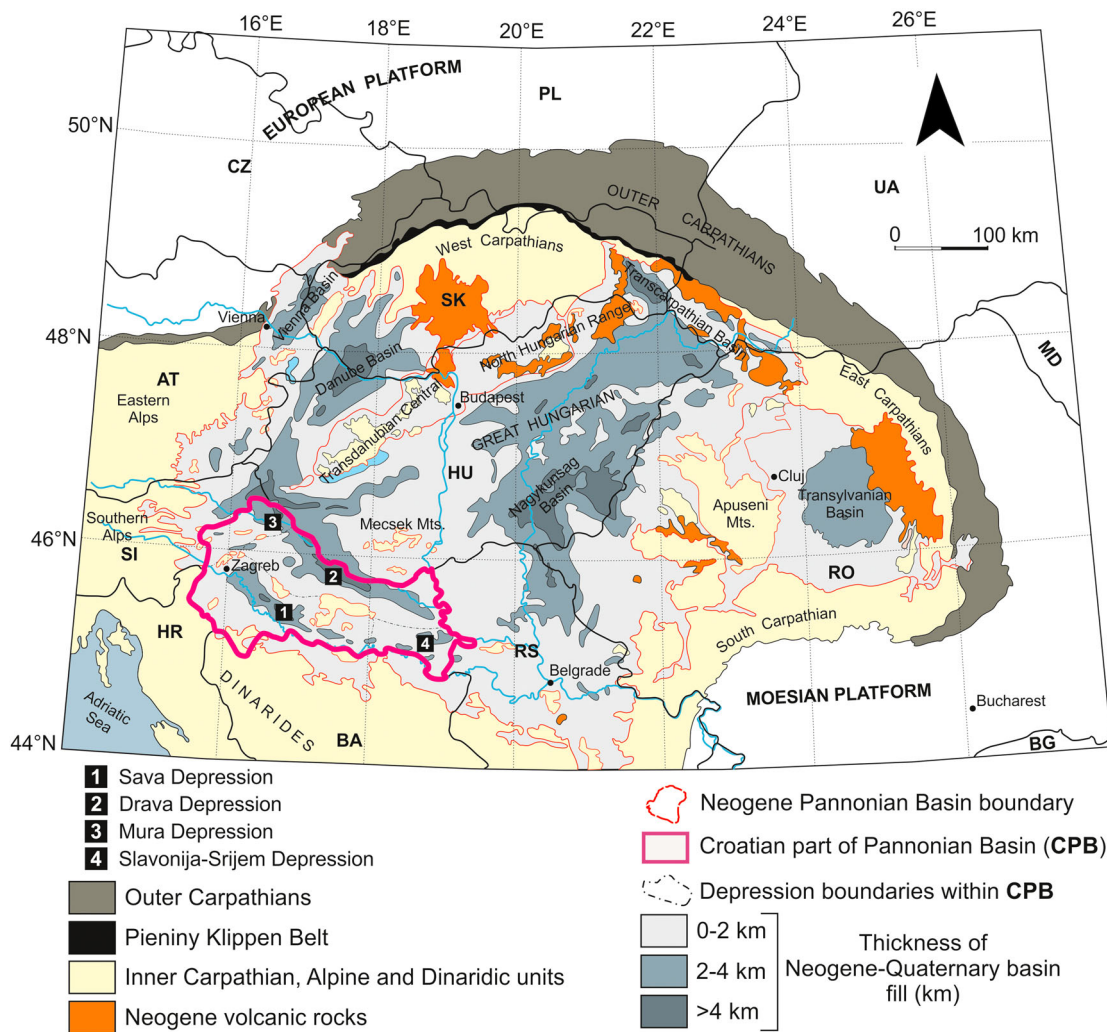 16°E
18°E
20°E
22°E
24°E
26°E
EUROPEAN PLATFORM
PL
50°N
CZ
UA
OUTER CARPATHIANS
0 100 km
West Carpathians
Vienna Basin
Vienna
SK
Transcarpathian Basin
48°N
North Hungarian Range
MD
AT
Danube Basin
East Carpathians
Eastern Alps
Budapest
Transdanubian Central
GREAT HUNGARIAN
HU
Cluj
Nagykunsag Basin
Transylvanian Basin
Apuseni Mts.
Southern Alps
3
Mecsek Mts.
46°N
SI
Zagreb
2
RO
1
HR
4
RS
South Carpathian
Belgrade
DINARIDES
MOESIAN PLATFORM
Adriatic Sea
Bucharest
44°N
BA
BG
1 Sava Depression
2 Drava Depression
3 Mura Depression
4 Slavonija-Srijem Depression
Outer Carpathians
Pieniny Klippen Belt
Inner Carpathian, Alpine and Dinaridic units
Neogene volcanic rocks
Neogene Pannonian Basin boundary
Croatian part of Pannonian Basin (CPB)
Depression boundaries within CPB
0-2 km
2-4 km
>4 km
Thickness of
Neogene-Quaternary basin
fill (km)